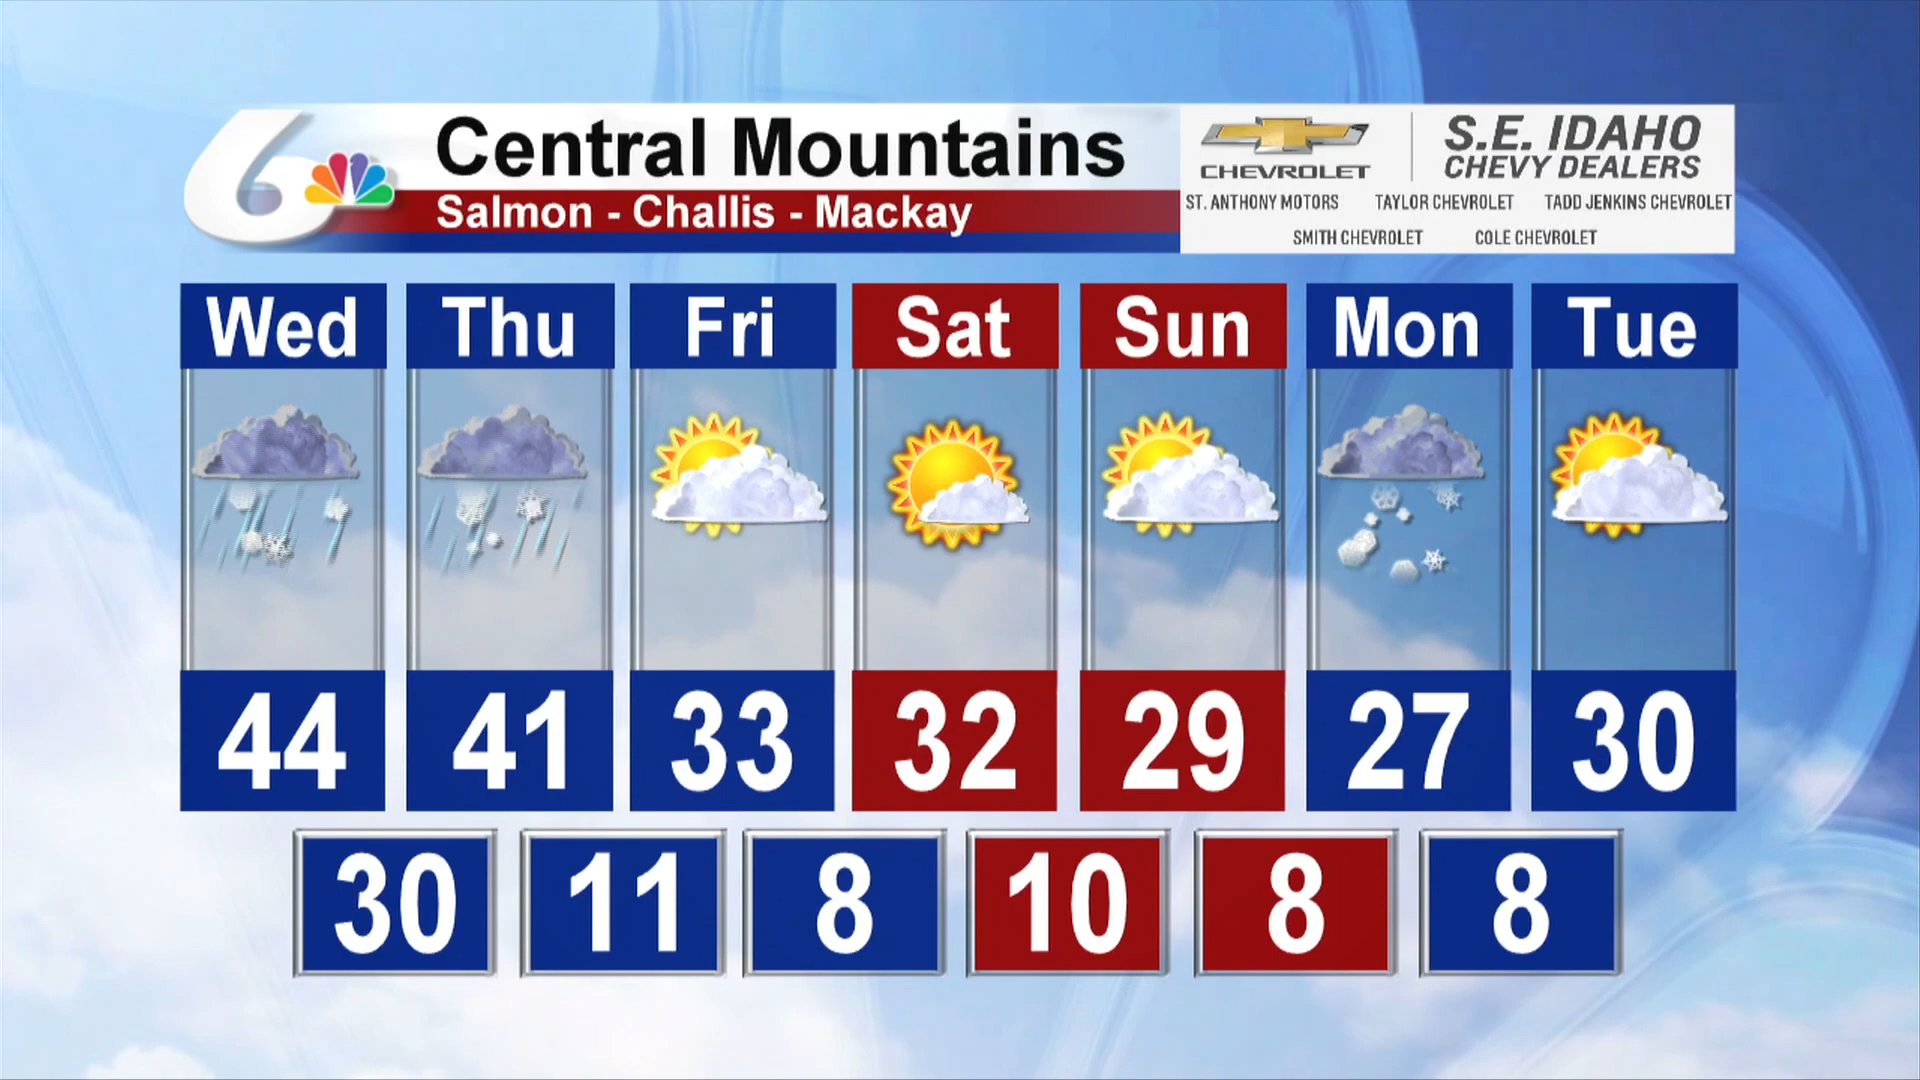 6
Central Mountains
Salmon - Challis - Mackay
CHEVROLET
S.E. IDAHO
CHEVY DEALERS
ST. ANTHONY MOTORS TAYLOR CHEVROLET TADD JENKINS CHEVROLET
SMITH CHEVROLET COLE CHEVROLET
Wed Thu Fri Sat Sun Mon Tue
44 41 33 32 29 27 30
30 11 8 10 8 8